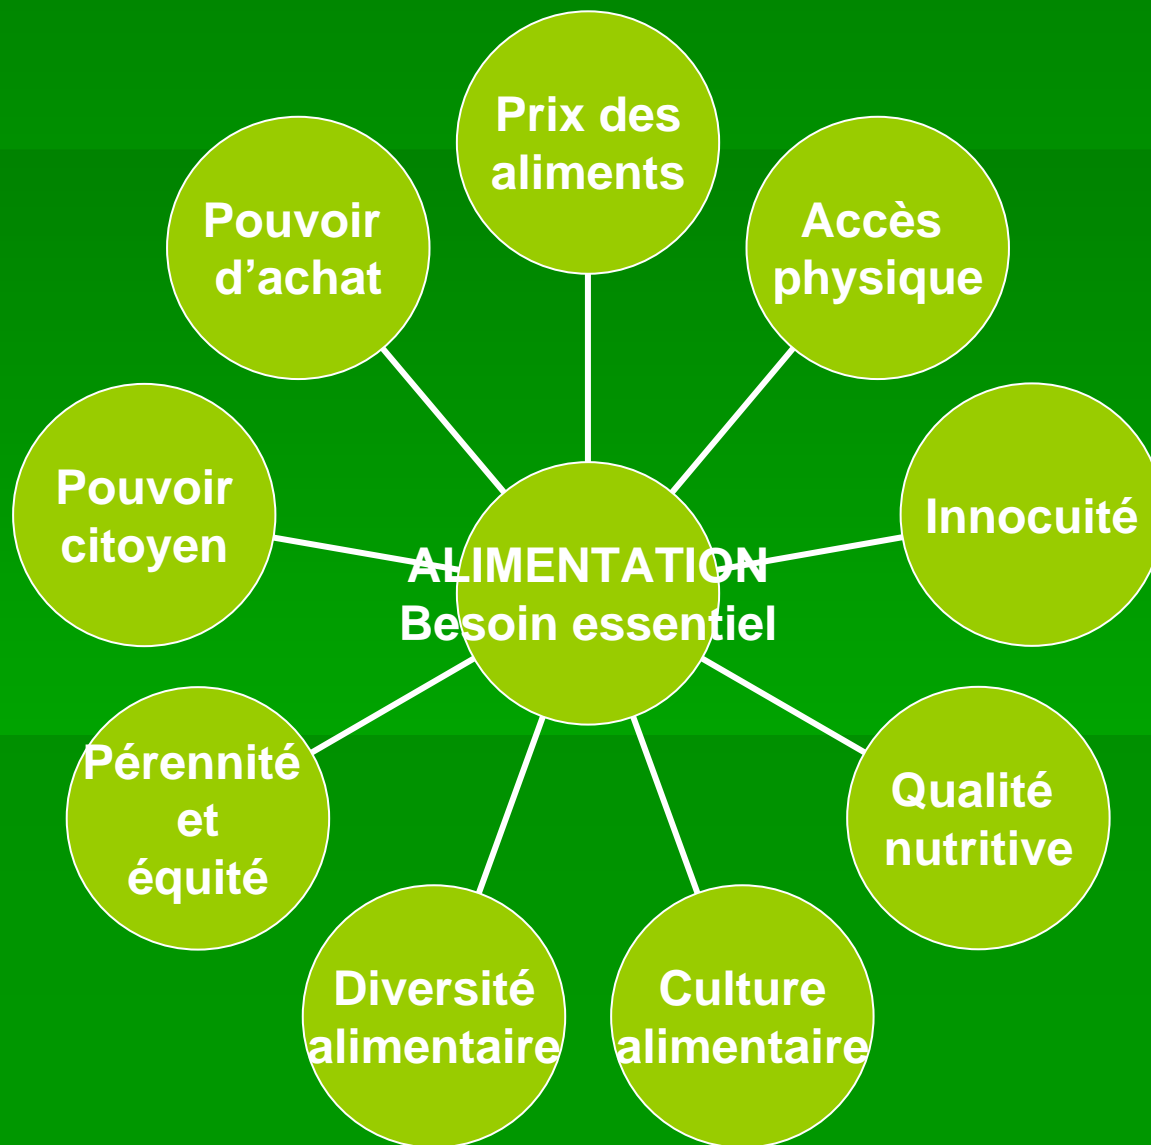 Prix des
aliments
Accès
physique
Innocuité
Qualité
nutritive
Culture
alimentaire
Diversité
alimentaire
Pérennité
et
équité
Pouvoir
citoyen
Pouvoir
d’achat
ALIMENTATION
Besoin essentiel